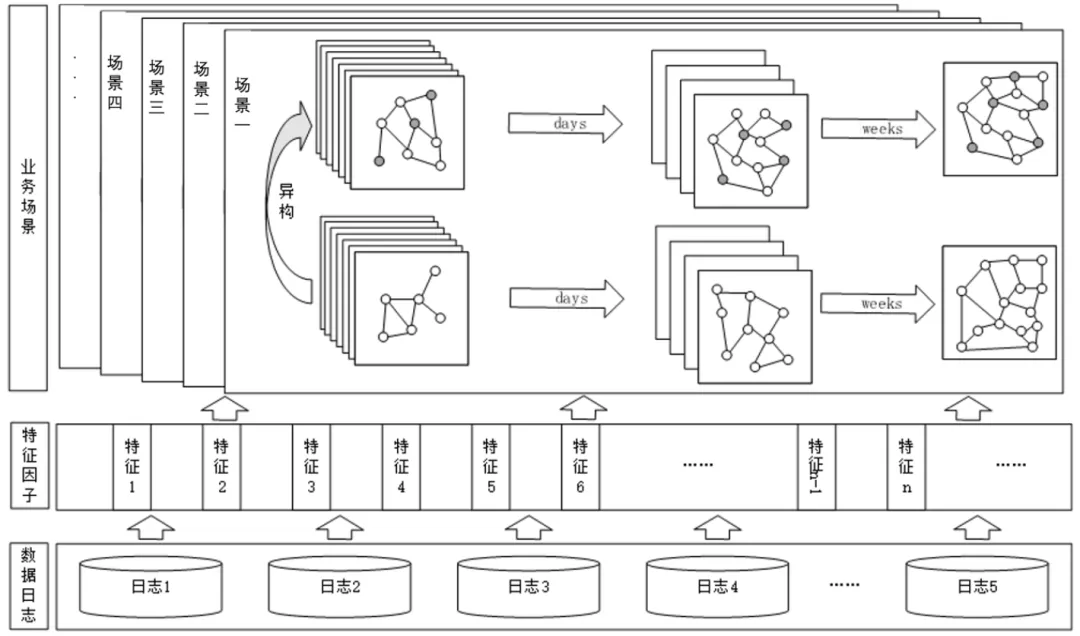 业务场景
·
·
·
场景四
场景三
场景二
场景一
异构
days
weeks
days
weeks
特征因子
特征1
特征2
特征3
特征4
特征5
特征6
……
特征n-1
特征n
……
数据日志
日志1
日志2
日志3
日志4
……
日志5